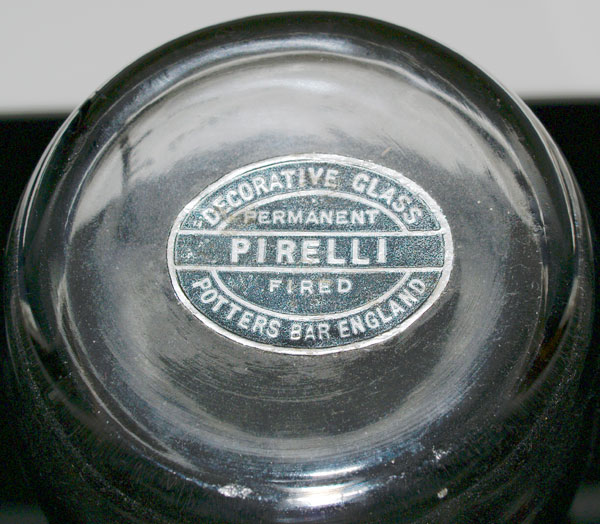 DECORATIVE GLASS
PERMANENT
PIRELLI
FIRED
POTTERS BAR ENGLAND